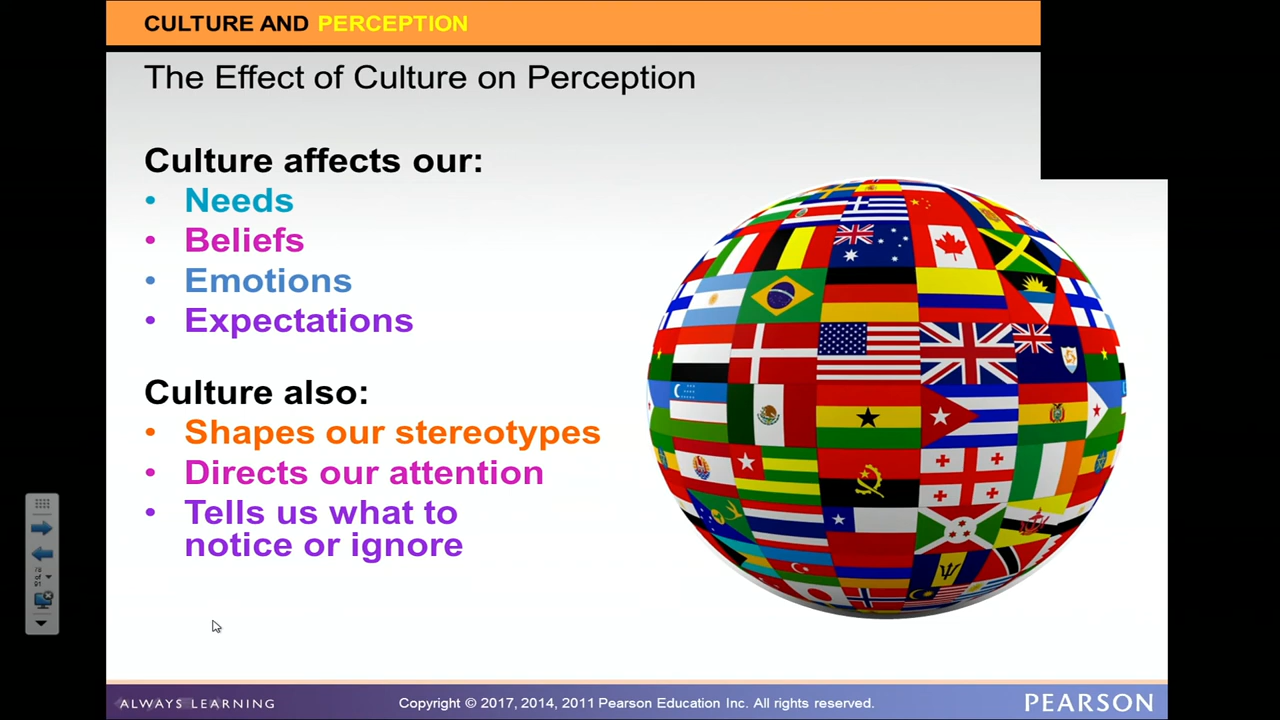 CULTURE AND PERCEPTION
The Effect of Culture on Perception
Culture affects our:
• Needs
• Beliefs
• Emotions
• Expectations
Culture also:
• Shapes our stereotypes
• Directs our attention
• Tells us what to
notice or ignore
ALWAYS LEARNING
Copyright © 2017, 2014, 2011 Pearson Education Inc. All rights reserved.
PEARSON